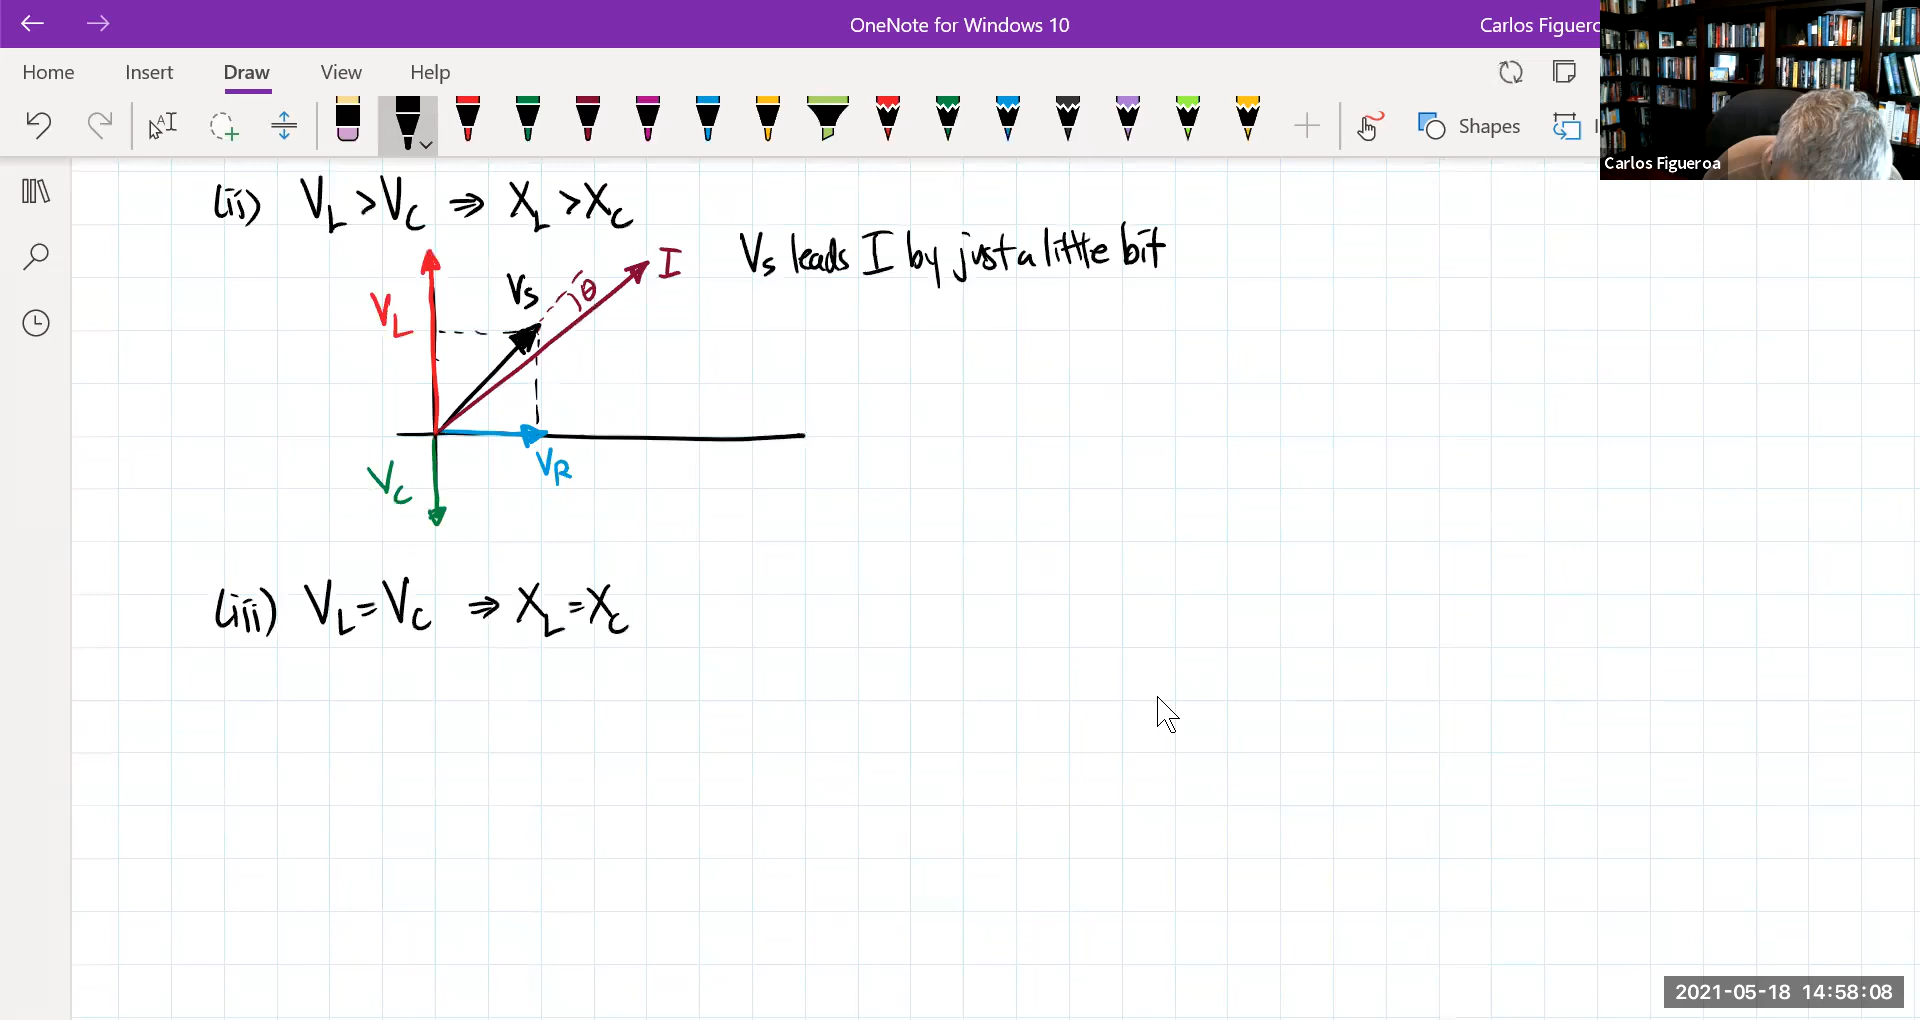 OneNote for Windows 10
Carlos Figuero
Home Insert Draw View Help
Shapes
Carlos Figueroa
(ii) VL > VC ⇒ XL > XC
Vs leads I by just a little bit
I
θ
Vs
VL
VR
VC
(iii) VL = VC ⇒ XL = XC
2021-05-18 14:58:08